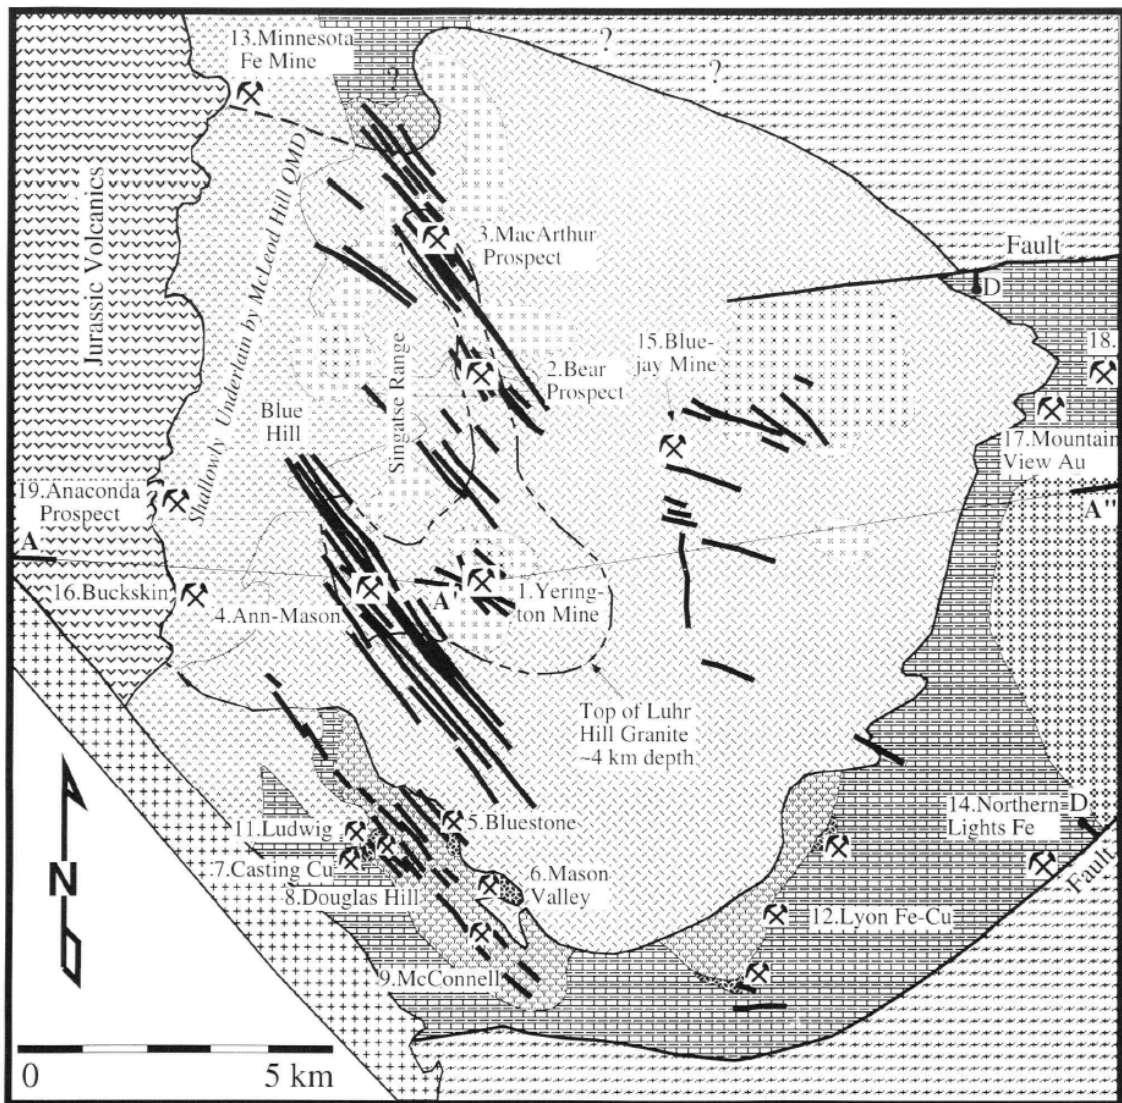 13.Minnesota
Fe Mine
?
?
?
Jurassic Volcanics
Shallowly Underlain by McLeod Hill QMD
3.MacArthur
Prospect
Fault
D
15.Blue-
jay Mine
18.
2.Bear
Prospect
Singatse Range
Blue
Hill
17.Mountain
View Au
19.Anaconda
Prospect
A
A"
16.Buckskin
4.Ann-Mason
A'
1.Yering-
ton Mine
Top of Luhr
Hill Granite
~4 km depth
14.Northern
Lights Fe
D
Fault
11.Ludwig
5.Bluestone
7.Casting Cu
8.Douglas Hill
6.Mason
Valley
12.Lyon Fe-Cu
9.McConnell
N
0
5 km